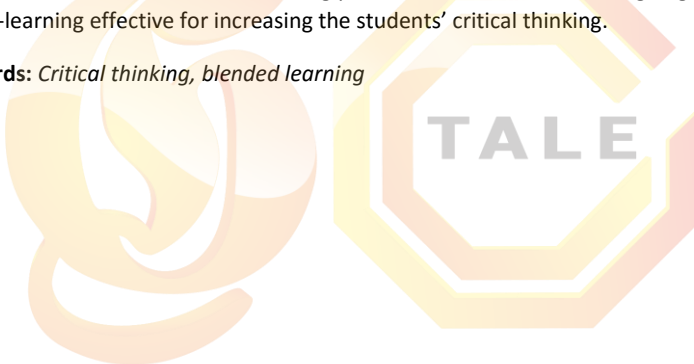 -learning effective for increasing the students' critical thinking.
rds: Critical thinking, blended learning
TALE